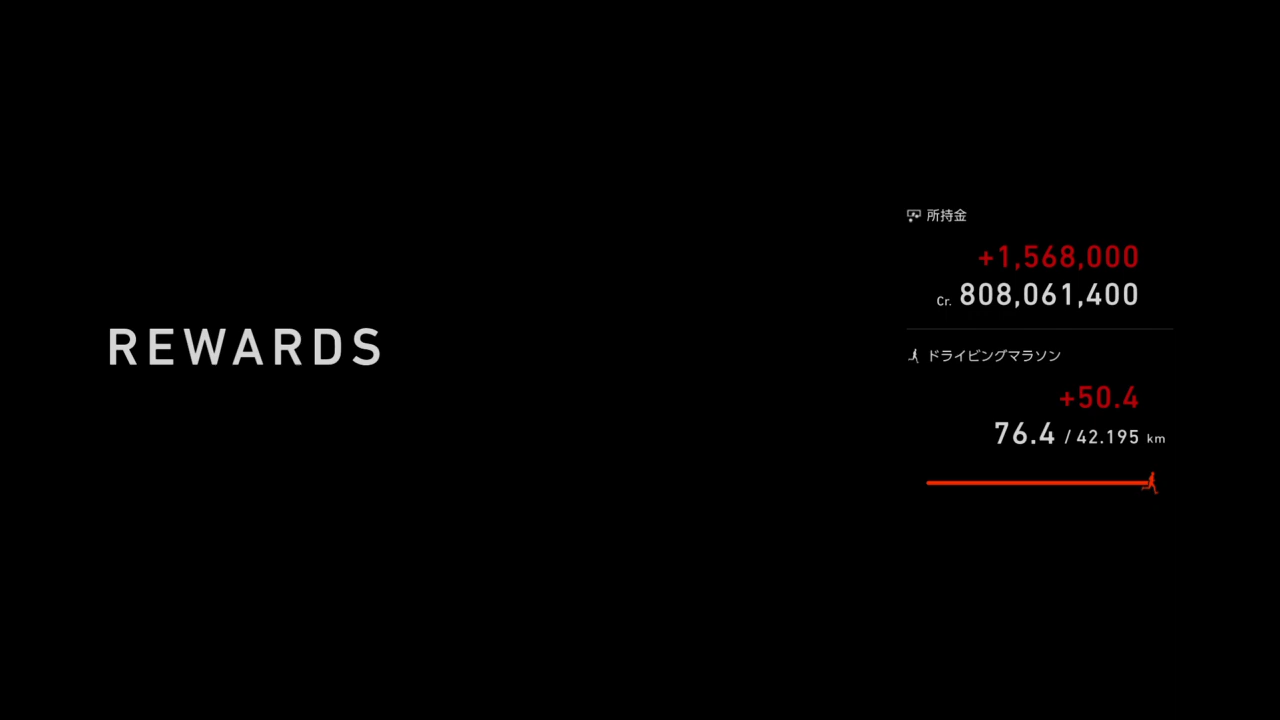 REWARDS
所持金
+1,568,000
Cr. 808,061,400
ドライビングマラソン
+50.4
76.4 / 42.195 km